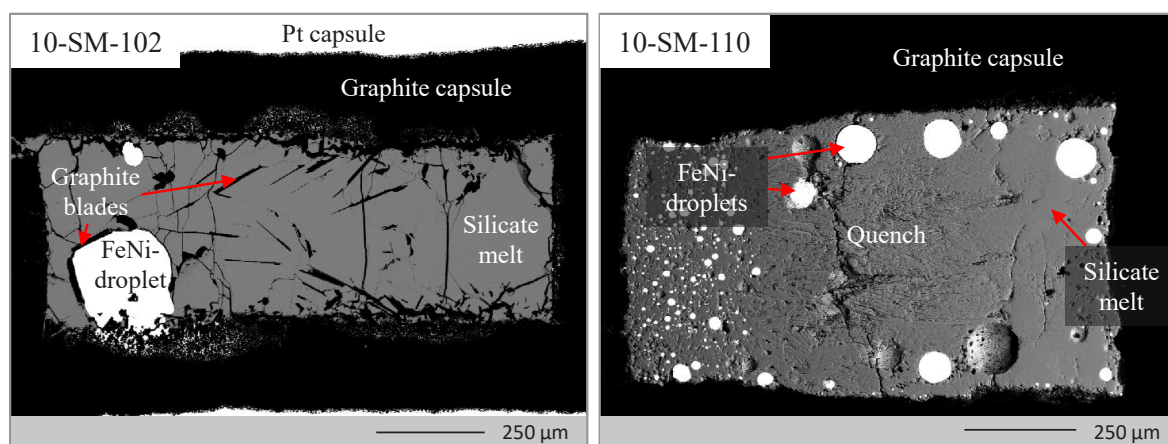 10-SM-102
Pt capsule
Graphite capsule
Graphite
blades
FeNi-
droplet
Silicate
melt
250 µm
10-SM-110
Graphite capsule
FeNi-
droplets
Quench
Silicate
melt
250 µm